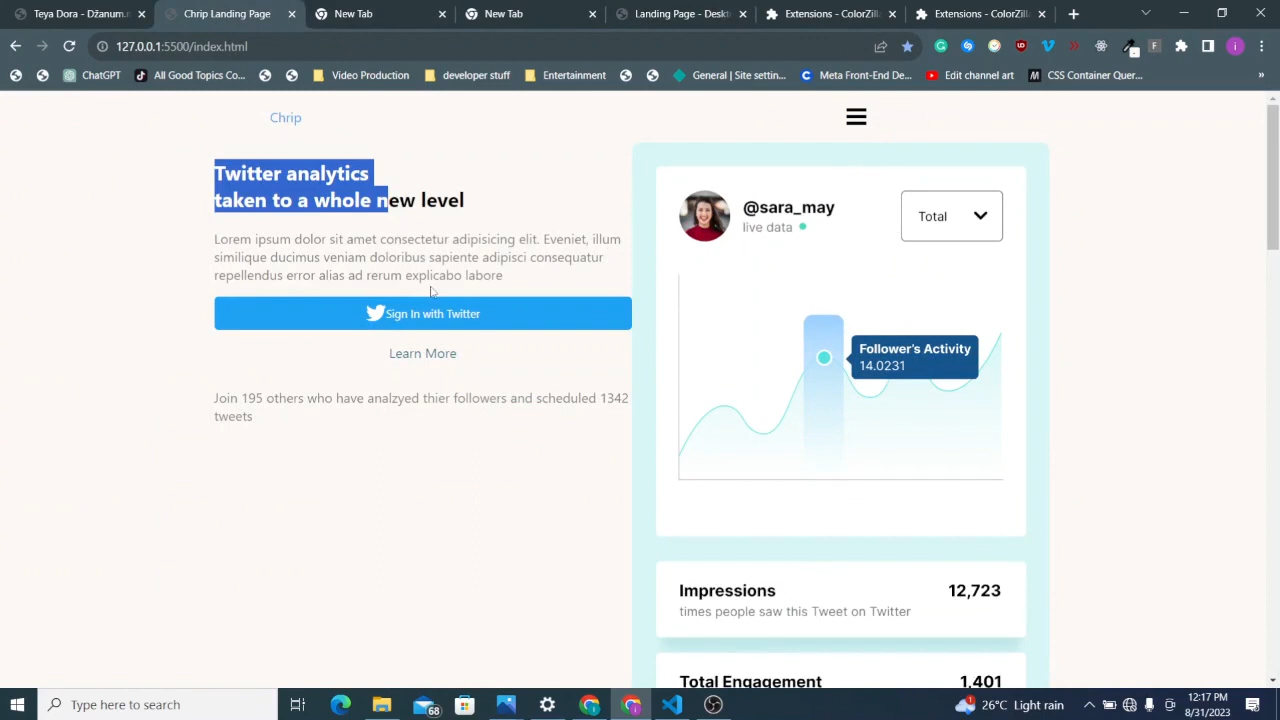 Teya Dora - Džanum.m
Chrip Landing Page
New Tab
New Tab
Landing Page - Deskt
Extensions - ColorZill
Extensions - ColorZill
127.0.0.1:5500/index.html
ChatGPT
All Good Topics Co...
Video Production
developer stuff
Entertainment
General | Site settin...
Meta Front-End De...
Edit channel art
CSS Container Quer...
»
Chrip
Twitter analytics
taken to a whole new level
Lorem ipsum dolor sit amet consectetur adipisicing elit. Eveniet, illum
similique ducimus veniam doloribus sapiente adipisci consequatur
repellendus error alias ad rerum explicabo labore
Sign In with Twitter
Learn More
Join 195 others who have analzyed thier followers and scheduled 1342
tweets
@sara_may
live data
Total
Follower's Activity
14.0231
Impressions
12,723
times people saw this Tweet on Twitter
Total Engagement
1,401
Type here to search
68
1
26°C Light rain
12:17 PM
8/31/2023